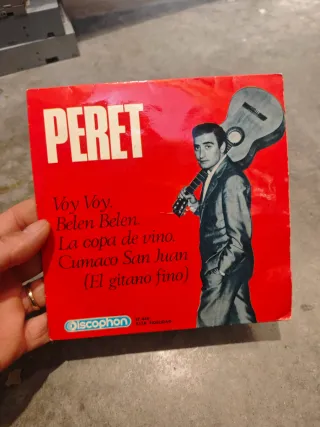 PERET
Voy Voy.
Belen Belen.
La copa de vino.
Cumaco San Juan
(El gitano fino)
Discophon